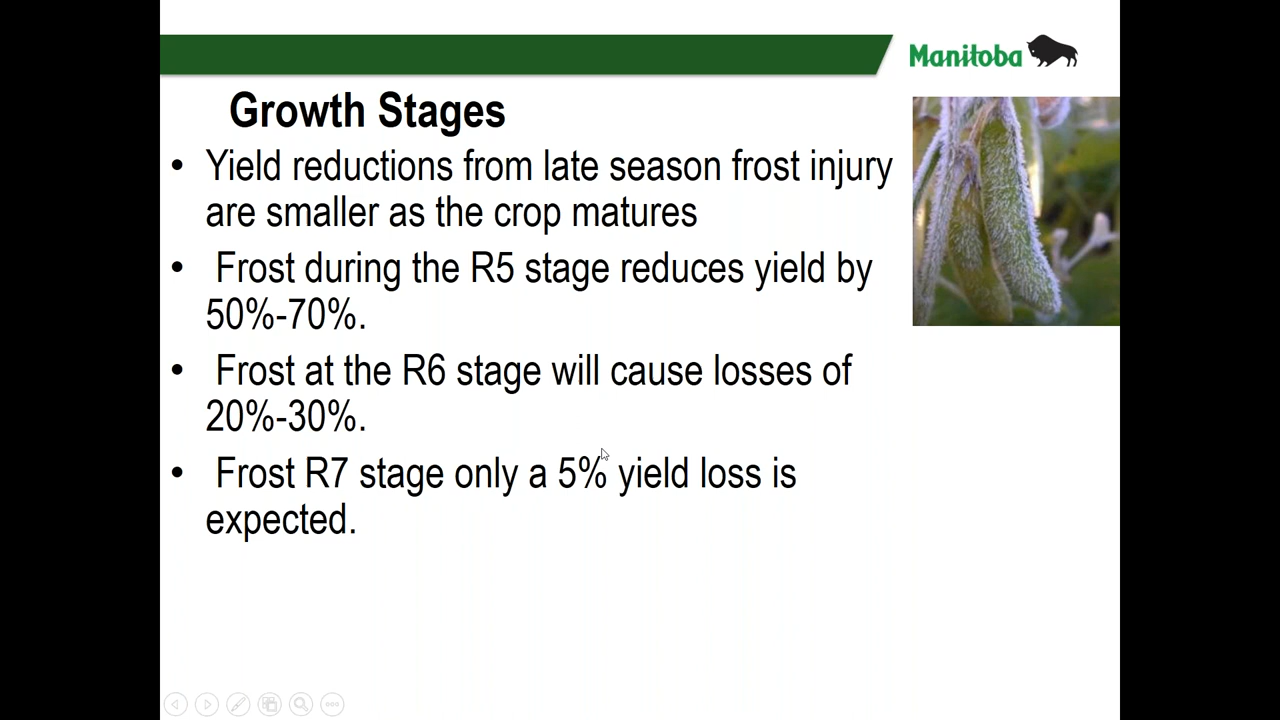 Manitoba
Growth Stages
• Yield reductions from late season frost injury
are smaller as the crop matures
• Frost during the R5 stage reduces yield by
50%-70%.
• Frost at the R6 stage will cause losses of
20%-30%.
• Frost R7 stage only a 5% yield loss is
expected.